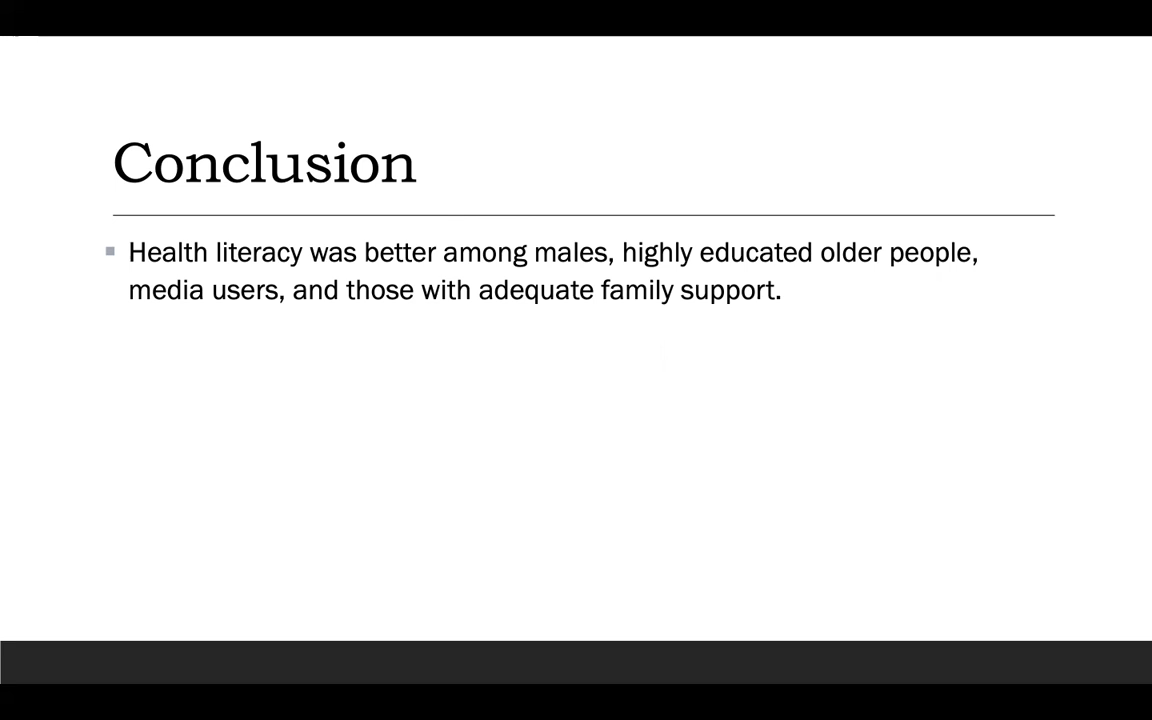 Conclusion
Health literacy was better among males, highly educated older people,
media users, and those with adequate family support.